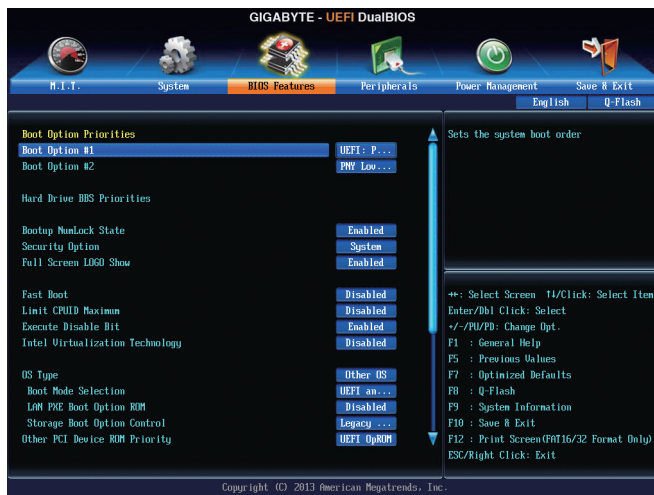 GIGABYTE - UEFI DualBIOS
M.I.T.
System
BIOS Features
Peripherals
Power Management
Save & Exit
English
Q-Flash
Boot Option Priorities
Boot Option #1 UEFI: P...
Boot Option #2 PNY Lov...
Hard Drive BBS Priorities
Bootup NumLock State Enabled
Security Option System
Full Screen LOGO Show Enabled
Fast Boot Disabled
Limit CPUID Maximum Disabled
Execute Disable Bit Enabled
Intel Virtualization Technology Disabled
OS Type Other OS
Boot Mode Selection UEFI an...
LAN PXE Boot Option ROM Disabled
Storage Boot Option Control Legacy ...
Other PCI Device ROM Priority UEFI OpROM
Sets the system boot order
↔: Select Screen ↑↓/Click: Select Item
Enter/Dbl Click: Select
+/-/PU/PD: Change Opt.
F1 : General Help
F5 : Previous Values
F7 : Optimized Defaults
F8 : Q-Flash
F9 : System Information
F10 : Save & Exit
F12 : Print Screen(FAT16/32 Format Only)
ESC/Right Click: Exit
Copyright (C) 2013 American Megatrends, Inc.